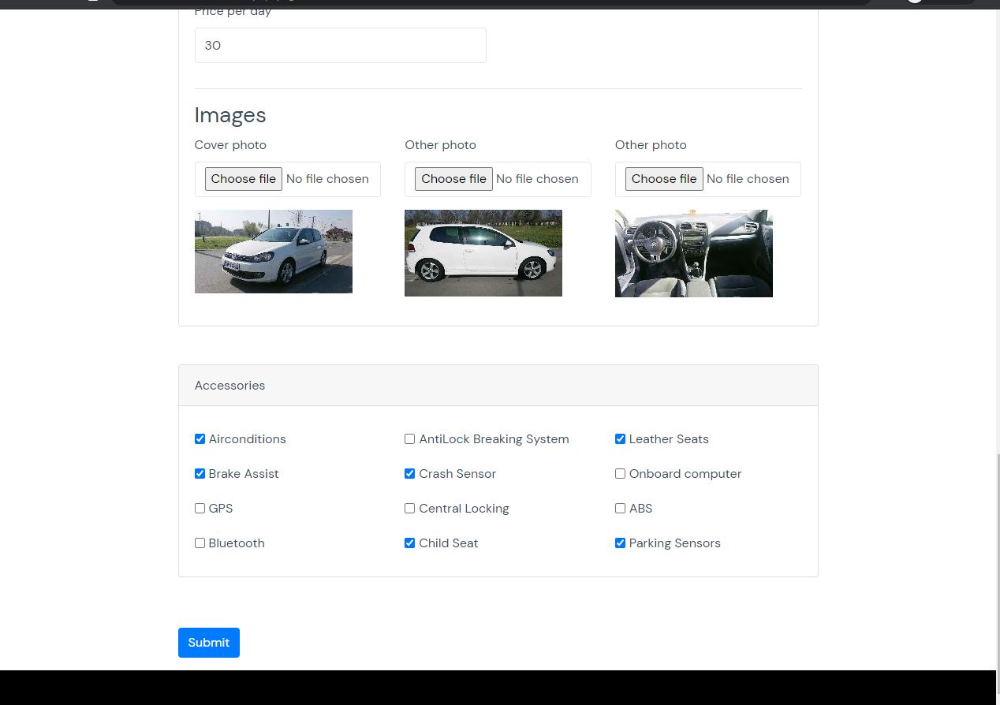 Price per day
30
Images
Cover photo Other photo Other photo
Choose file No file chosen Choose file No file chosen Choose file No file chosen
Accessories
Airconditions AntiLock Breaking System Leather Seats
Brake Assist Crash Sensor Onboard computer
GPS Central Locking ABS
Bluetooth Child Seat Parking Sensors
Submit